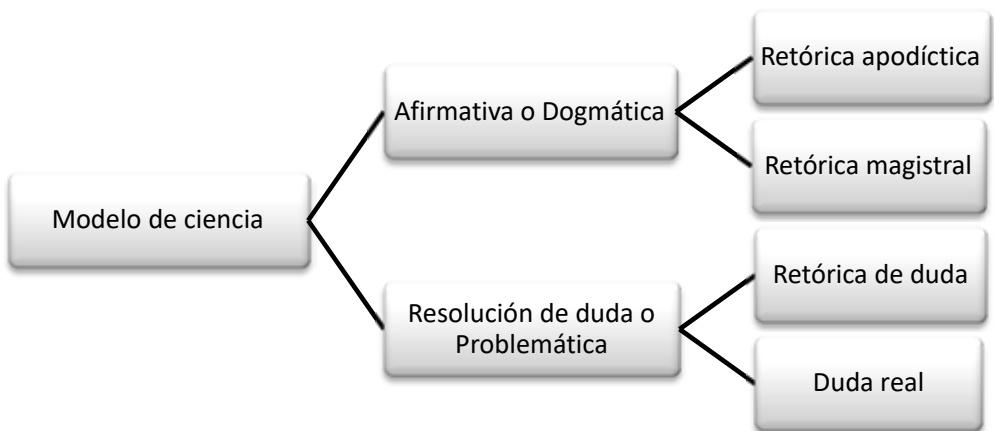 Modelo de ciencia
Afirmativa o Dogmática
Retórica apodíctica
Retórica magistral
Resolución de duda o
Problemática
Retórica de duda
Duda real